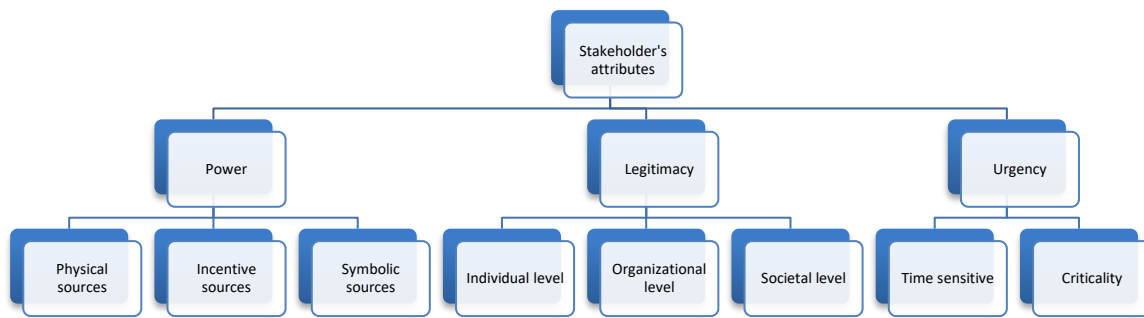 Stakeholder's
attributes
Power
Legitimacy
Urgency
Physical
sources
Incentive
sources
Symbolic
sources
Individual level
Organizational
level
Societal level
Time sensitive
Criticality